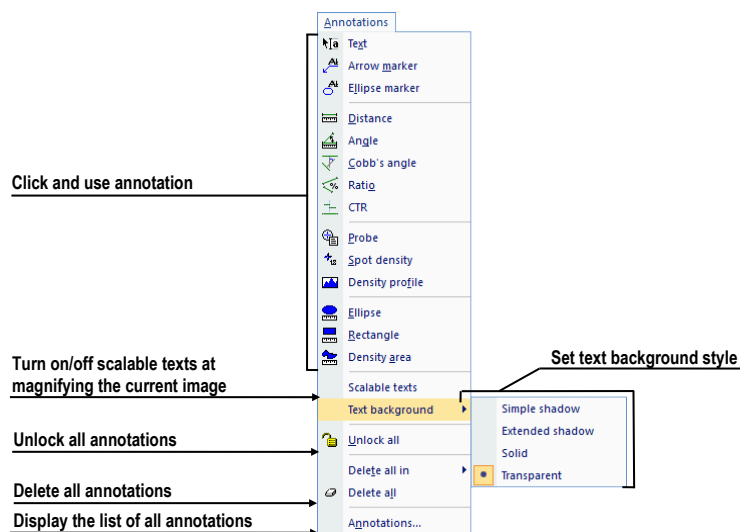 Annotations
Text
Arrow marker
Ellipse marker
Distance
Angle
Cobb's angle
Click and use annotation
Ratio
CTR
Probe
Spot density
Density profile
Ellipse
Rectangle
Density area
Set text background style
Turn on/off scalable texts at
magnifying the current image
Scalable texts
Text background
Simple shadow
Extended shadow
Solid
Transparent
Unlock all annotations
Unlock all
Delete all in
Delete all annotations
Delete all
Display the list of all annotations
Annotations...